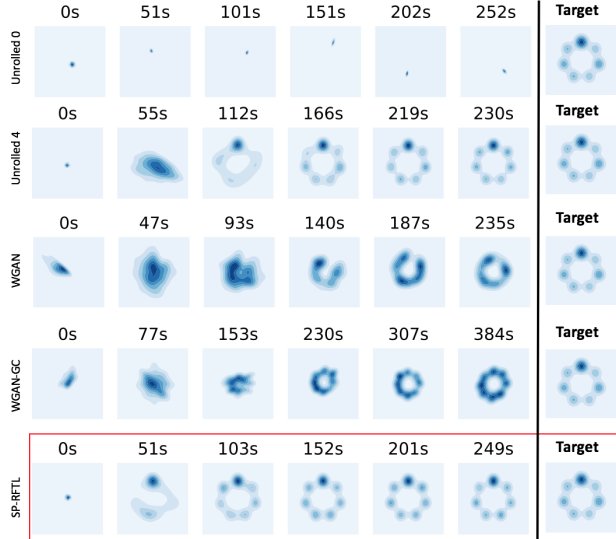 0s 51s 101s 151s 202s 252s Target
Unrolled 0
0s 55s 112s 166s 219s 230s Target
Unrolled 4
0s 47s 93s 140s 187s 235s Target
WGAN
0s 77s 153s 230s 307s 384s Target
WGAN-GC
0s 51s 103s 152s 201s 249s Target
SP-RFTL